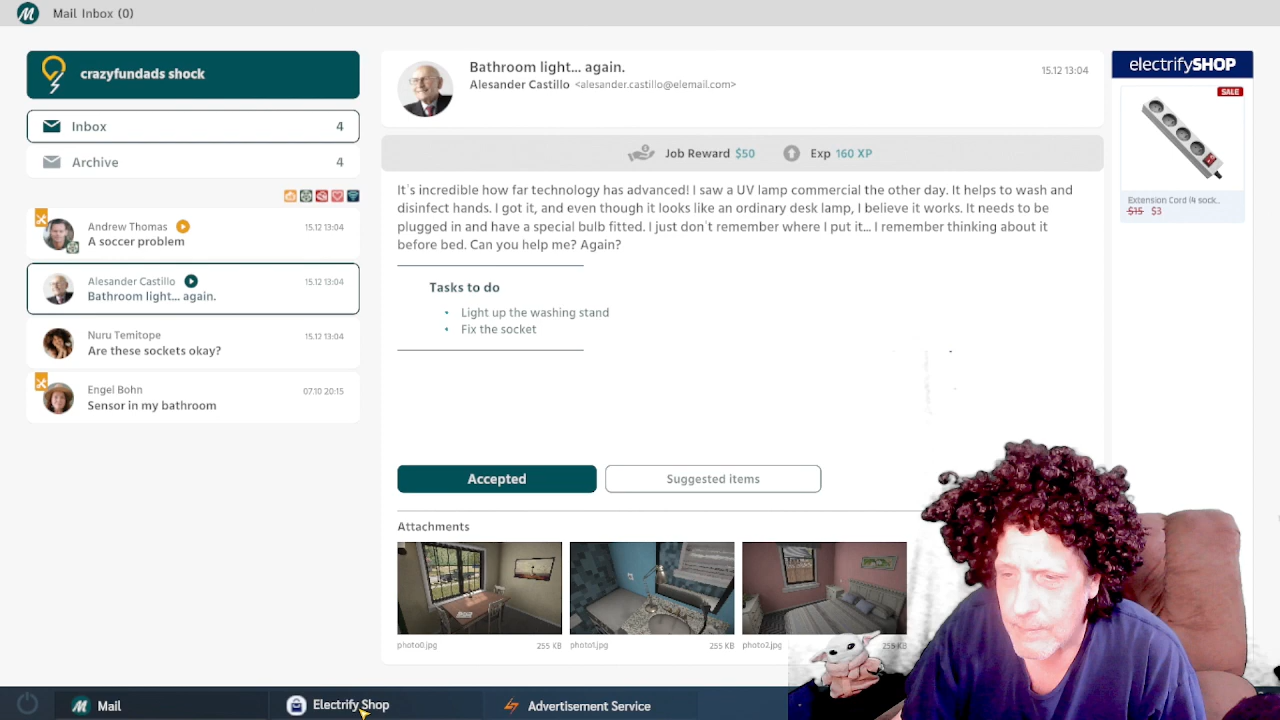 Mail Inbox (0)
crazyfundads shock
Inbox 4
Archive 4
Andrew Thomas 15.12 13:04
A soccer problem
Alesander Castillo 15.12 13:04
Bathroom light... again.
Nuru Temitope 15.12 13:04
Are these sockets okay?
Engel Bohn 07.10 20:15
Sensor in my bathroom
Bathroom light... again.
Alesander Castillo <alesander.castillo@elemail.com>
15.12 13:04
Job Reward $50 Exp 160 XP
It's incredible how far technology has advanced! I saw a UV lamp commercial the other day. It helps to wash and
disinfect hands. I got it, and even though it looks like an ordinary desk lamp, I believe it works. It needs to be
plugged in and have a special bulb fitted. I just don't remember where I put it... I remember thinking about it
before bed. Can you help me? Again?
Tasks to do
• Light up the washing stand
• Fix the socket
Accepted Suggested items
Attachments
photo0.jpg 255 KB photo1.jpg 255 KB photo2.jpg 255 KB
electrifySHOP
SALE
Extension Cord (4 sock..
$15 $3
Mail Electrify Shop Advertisement Service